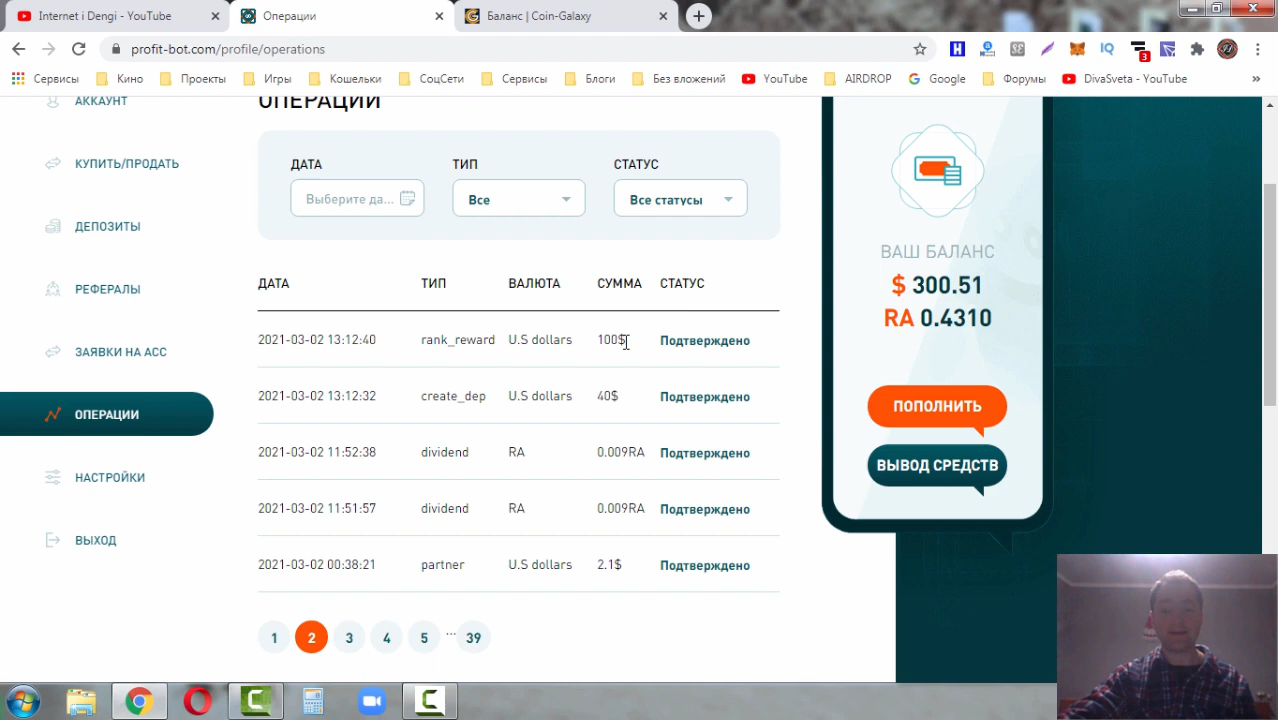 Internet i Dengi - YouTube
Операции
Баланс | Coin-Galaxy
profit-bot.com/profile/operations
3
Сервисы
Кино
Проекты
Игры
Кошельки
СоцСети
Сервисы
Блоги
Без вложений
YouTube
AIRDROP
Google
Форумы
DivaSveta - YouTube
»
АККАУНТ
КУПИТЬ/ПРОДАТЬ
ДЕПОЗИТЫ
РЕФЕРАЛЫ
ЗАЯВКИ НА АСС
ОПЕРАЦИИ
НАСТРОЙКИ
ВЫХОД
ОПЕРАЦИИ
ДАТА ТИП СТАТУС
Выберите да... Все Все статусы
ДАТА ТИП ВАЛЮТА СУММА СТАТУС
2021-03-02 13:12:40 rank_reward U.S dollars 100$ Подтверждено
2021-03-02 13:12:32 create_dep U.S dollars 40$ Подтверждено
2021-03-02 11:52:38 dividend RA 0.009RA Подтверждено
2021-03-02 11:51:57 dividend RA 0.009RA Подтверждено
2021-03-02 00:38:21 partner U.S dollars 2.1$ Подтверждено
1 2 3 4 5 ... 39
ВАШ БАЛАНС
$ 300.51
RA 0.4310
ПОПОЛНИТЬ
ВЫВОД СРЕДСТВ